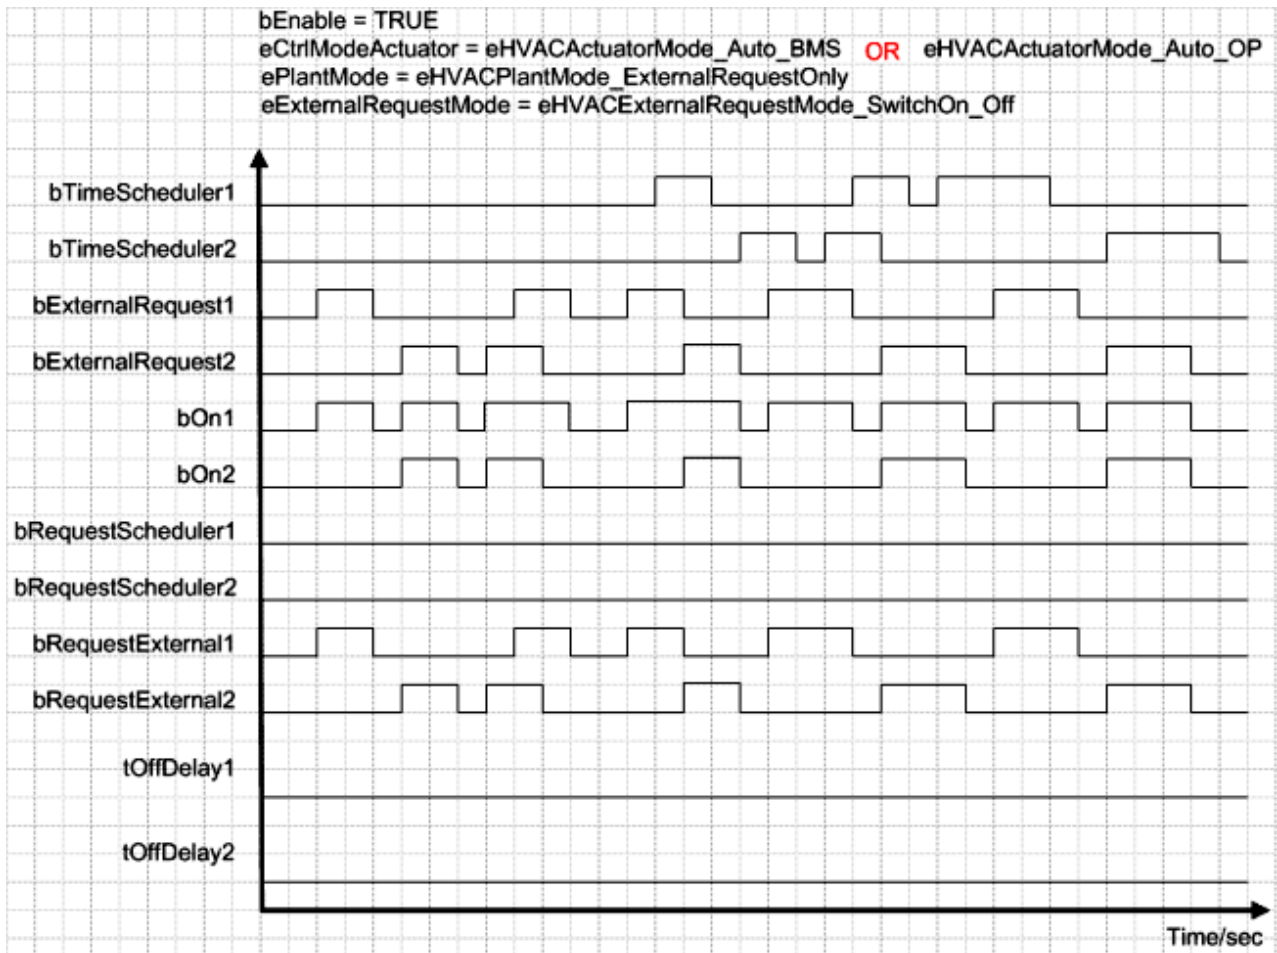 bEnable = TRUE
eCtrlModeActuator = eHVACActuatorMode_Auto_BMS OR eHVACActuatorMode_Auto_OP
ePlantMode = eHVACPlantMode_ExternalRequestOnly
eExternalRequestMode = eHVACExternalRequestMode_SwitchOn_Off
bTimeScheduler1
bTimeScheduler2
bExternalRequest1
bExternalRequest2
bOn1
bOn2
bRequestScheduler1
bRequestScheduler2
bRequestExternal1
bRequestExternal2
tOffDelay1
tOffDelay2
Time/sec